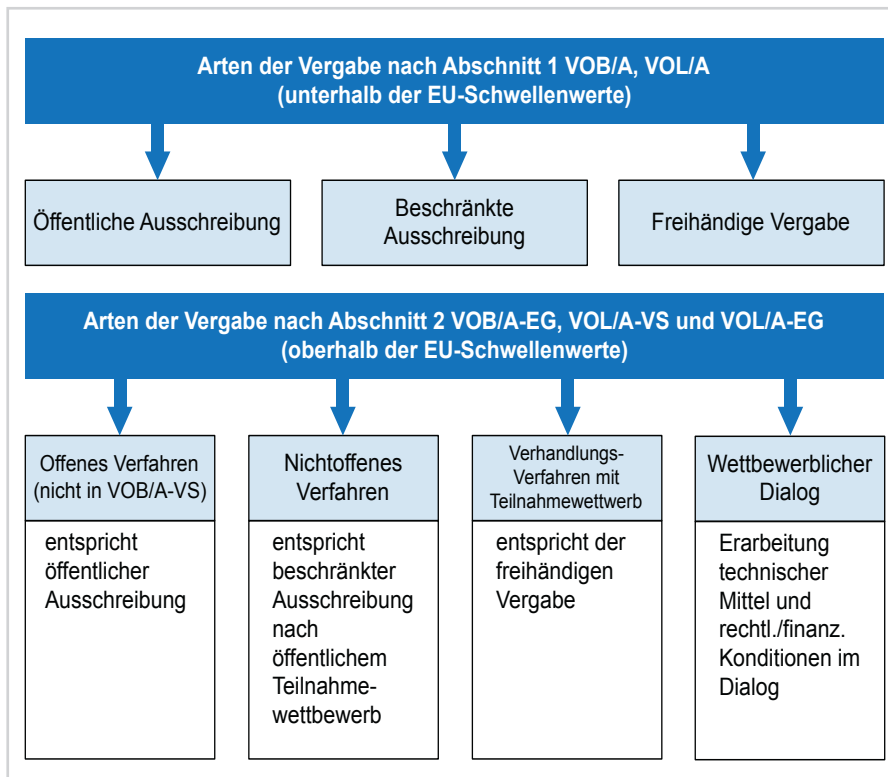 Arten der Vergabe nach Abschnitt 1 VOB/A, VOL/A
(unterhalb der EU-Schwellenwerte)
Öffentliche Ausschreibung
Beschränkte
Ausschreibung
Freihändige Vergabe
Arten der Vergabe nach Abschnitt 2 VOB/A-EG, VOL/A-VS und VOL/A-EG
(oberhalb der EU-Schwellenwerte)
Offenes Verfahren
(nicht in VOB/A-VS)
entspricht
öffentlicher
Ausschreibung
Nichtoffenes
Verfahren
entspricht
beschränkter
Ausschreibung
nach
öffentlichem
Teilnahme-
wettbewerb
Verhandlungs-
Verfahren mit
Teilnahmewettwerb
entspricht der
freihändigen
Vergabe
Wettbewerblicher
Dialog
Erarbeitung
technischer
Mittel und
rechtl./finanz.
Konditionen im
Dialog